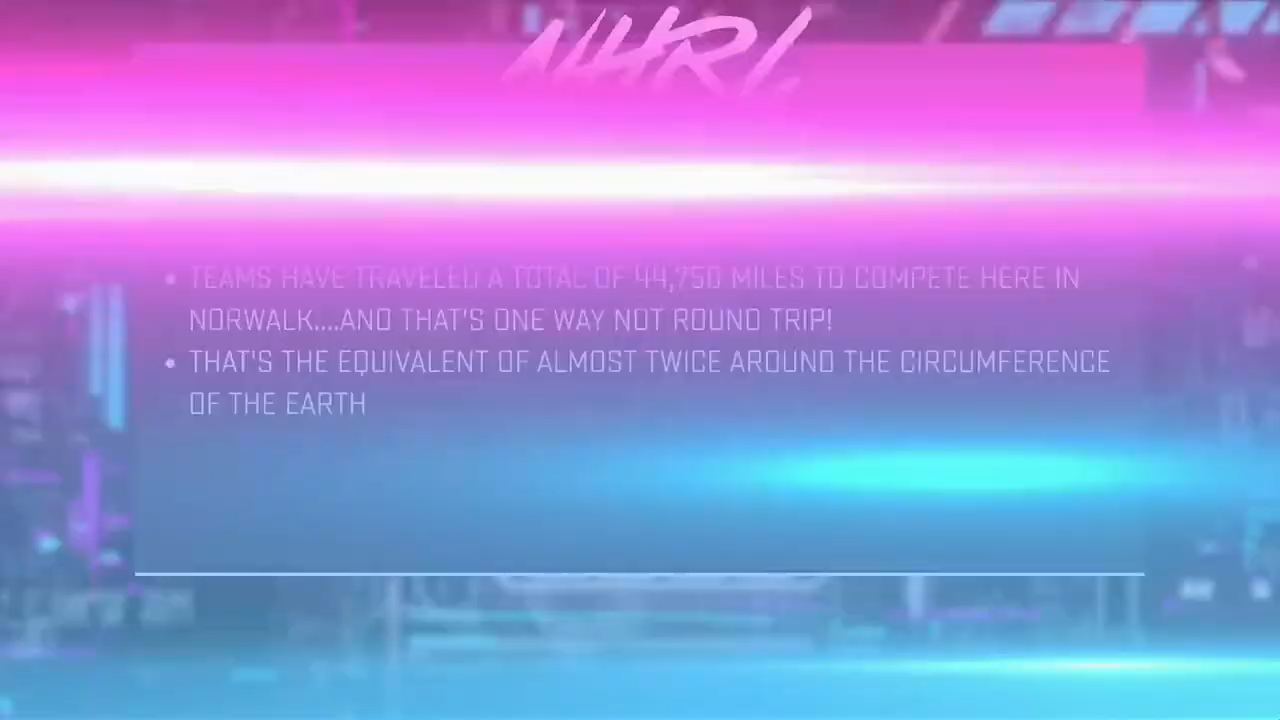 NHRL
• TEAMS HAVE TRAVELED A TOTAL OF 44,750 MILES TO COMPETE HERE IN
NORWALK....AND THAT'S ONE WAY NOT ROUND TRIP!
• THAT'S THE EQUIVALENT OF ALMOST TWICE AROUND THE CIRCUMFERENCE
OF THE EARTH